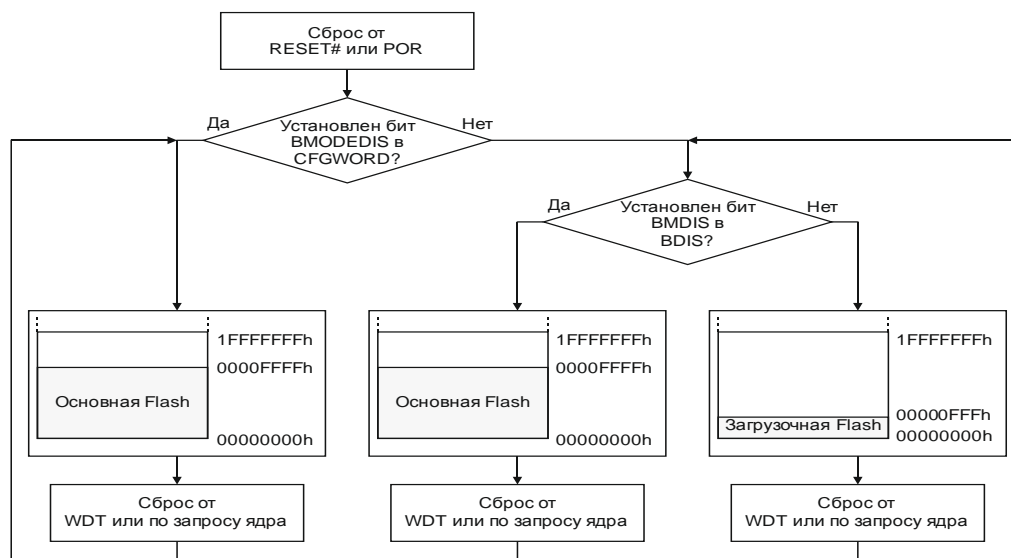 Сброс от
RESET# или POR
Да
Установлен бит
BMODEDIS в
CFGWORD?
Нет
Да
Установлен бит
BMDIS в
BDIS?
Нет
1FFFFFFFh
0000FFFFh
Основная Flash
00000000h
1FFFFFFFh
0000FFFFh
Основная Flash
00000000h
1FFFFFFFh
00000FFFh
Загрузочная Flash
00000000h
Сброс от
WDT или по запросу ядра
Сброс от
WDT или по запросу ядра
Сброс от
WDT или по запросу ядра